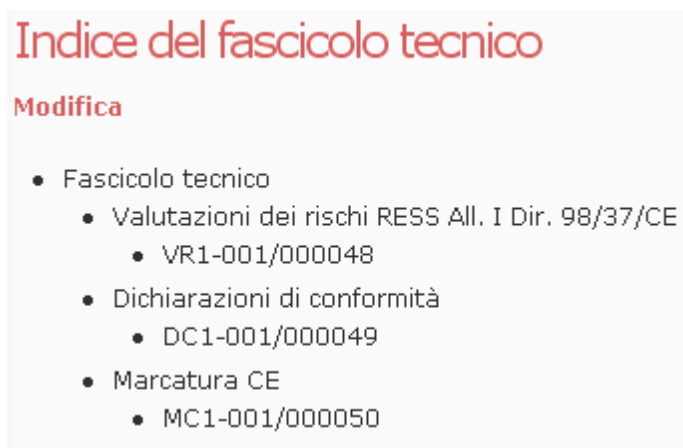 Indice del fascicolo tecnico
Modifica
Fascicolo tecnico
Valutazioni dei rischi RESS All. I Dir. 98/37/CE
VR1-001/000048
Dichiarazioni di conformità
DC1-001/000049
Marcatura CE
MC1-001/000050